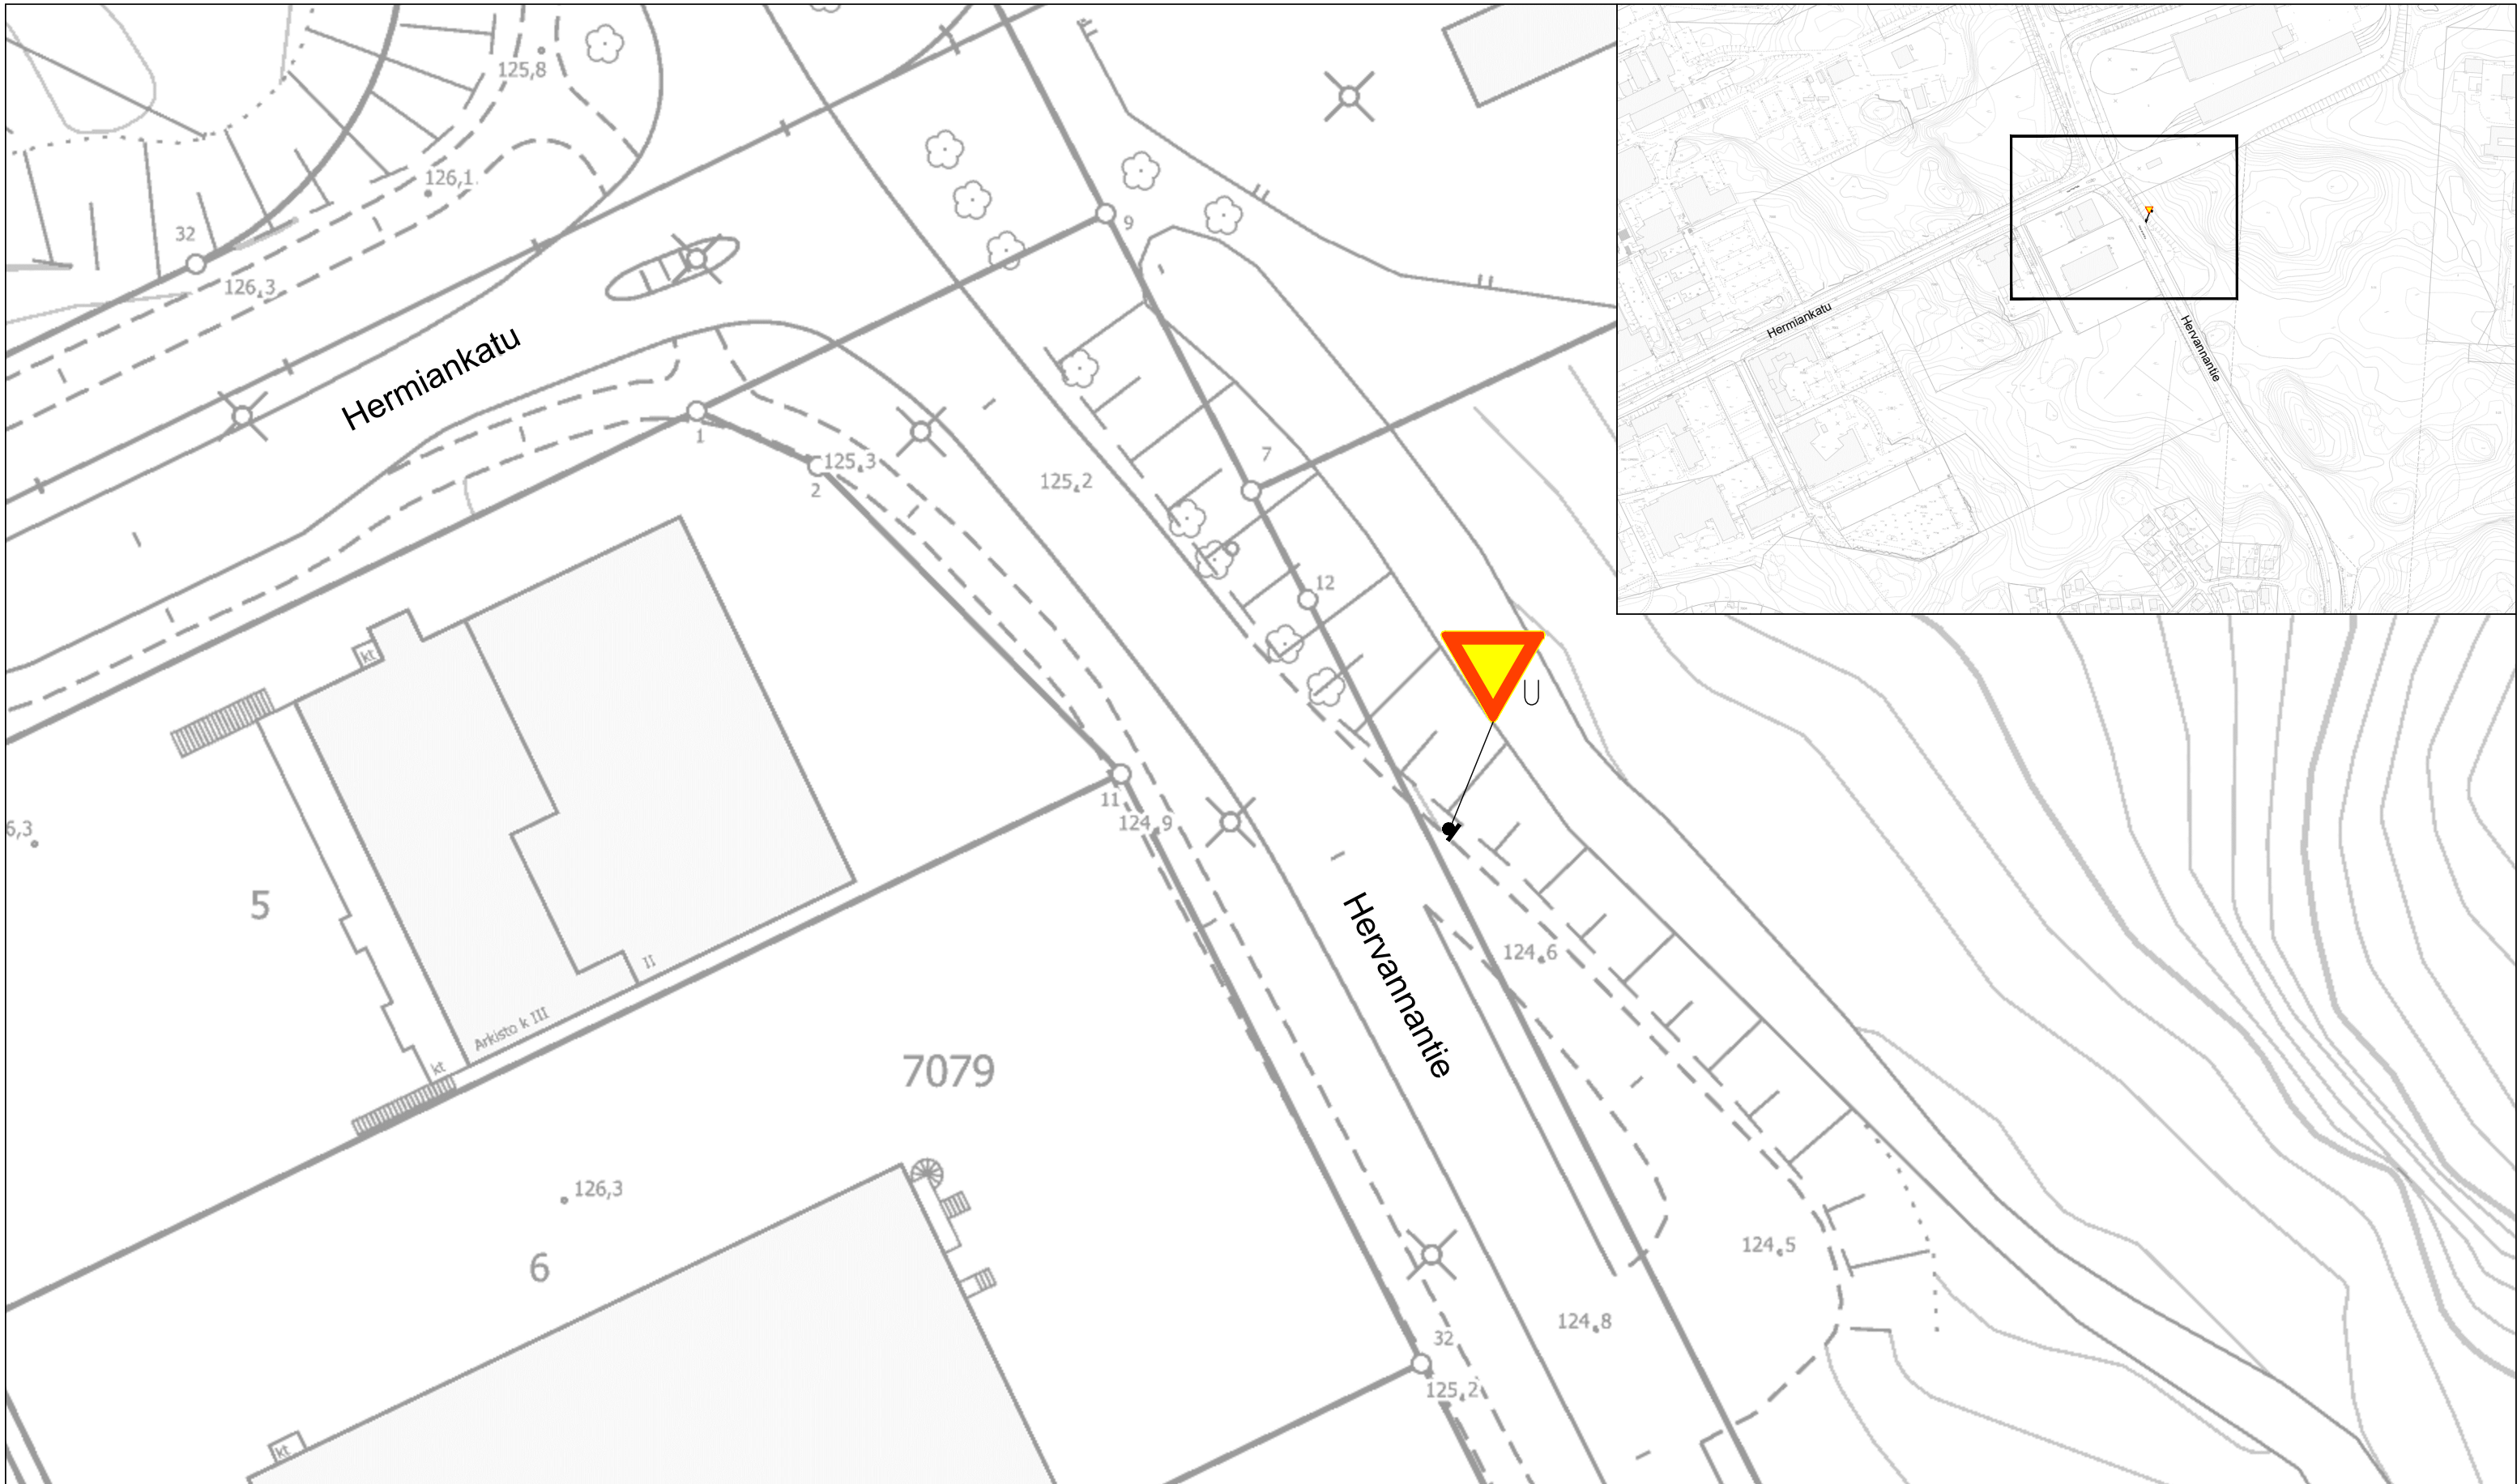 125,8
126,1
32
126,3
Hermiankatu
9
7
12
1
125,3
2
125,2
U
kt
11
124,9
6,3
5
II
Arkisto k III
kt
Hervannantie
124,6
7079
126,3
6
124,5
124,8
32
125,2
kt
Hermiankatu
Hervannantie